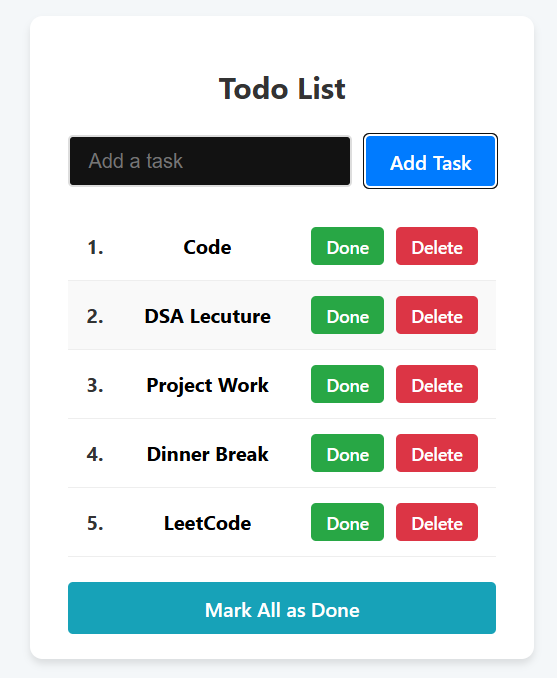 Todo List
Add a task Add Task
1. Code Done Delete
2. DSA Lecuture Done Delete
3. Project Work Done Delete
4. Dinner Break Done Delete
5. LeetCode Done Delete
Mark All as Done